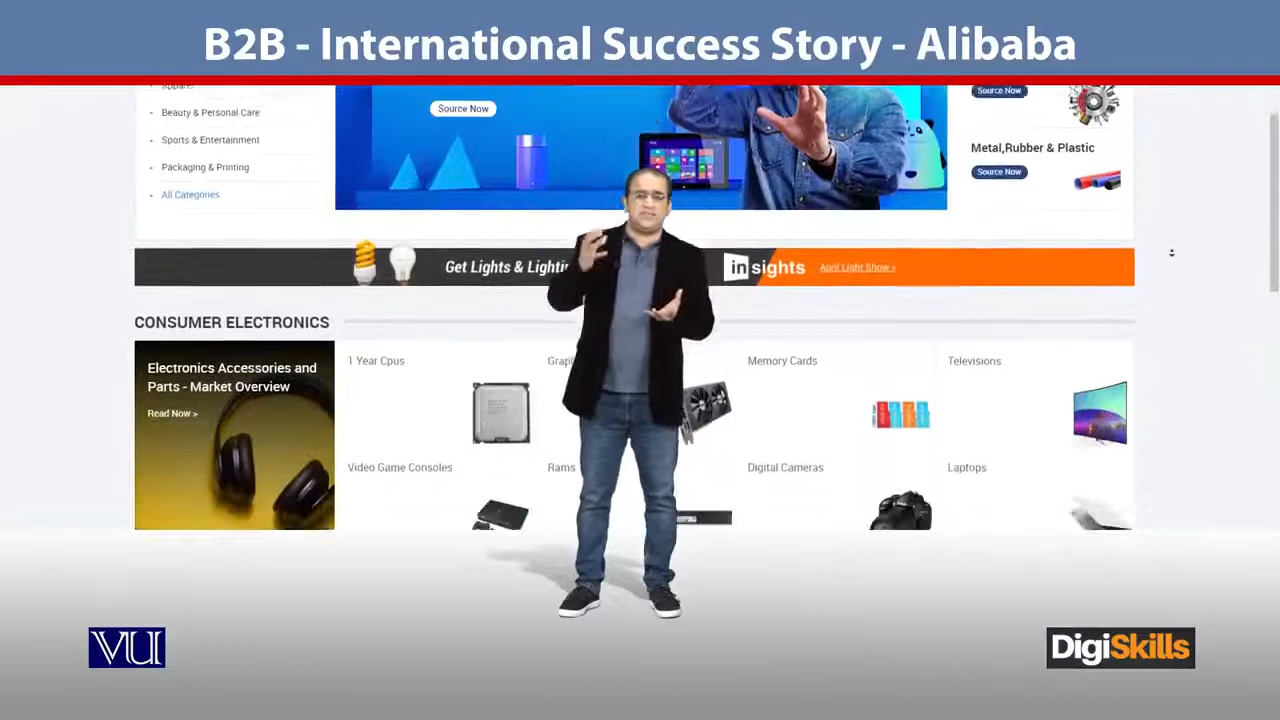 B2B - International Success Story - Alibaba
Apparel
Beauty & Personal Care
Sports & Entertainment
Packaging & Printing
All Categories
Source Now
Source Now
Metal,Rubber & Plastic
Source Now
Get Lights &
insights
April Light Show >
CONSUMER ELECTRONICS
Electronics Accessories and
Parts - Market Overview
Read Now >
1 Year Cpus
Memory Cards
Televisions
Video Game Consoles
Rams
Digital Cameras
Laptops
VU
DigiSkills